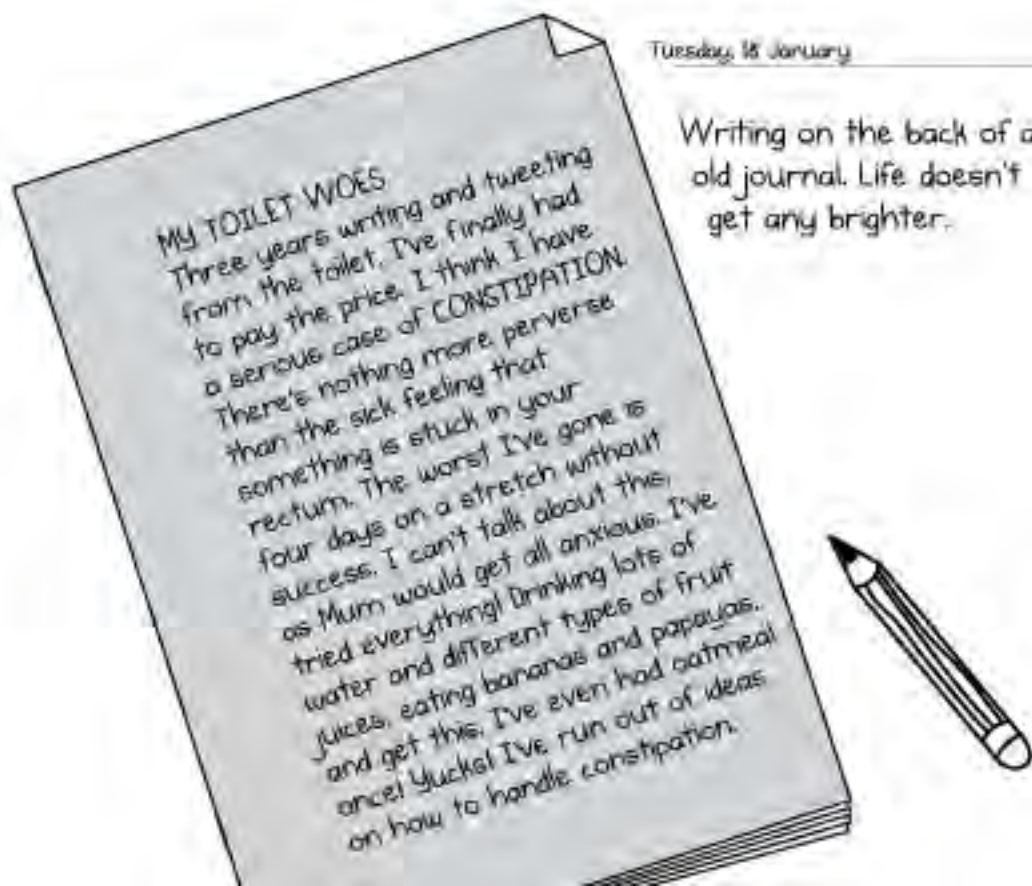 Tuesday, 18 January
Writing on the back of a
old journal. Life doesn't
get any brighter.
MY TOILET WOES
Three years writing and tweeting
from the toilet, I've finally had
to pay the price. I think I have
a serious case of CONSTIPATION.
There's nothing more perverse
than the sick feeling that
something is stuck in your
rectum. The worst I've gone is
four days on a stretch without
success. I can't talk about this,
as Mum would get all anxious. I've
tried everything! Drinking lots of
water and different types of fruit
juices, eating bananas and papayas,
and get this, I've even had oatmeal
once! Yucks! I've run out of ideas
on how to handle constipation.